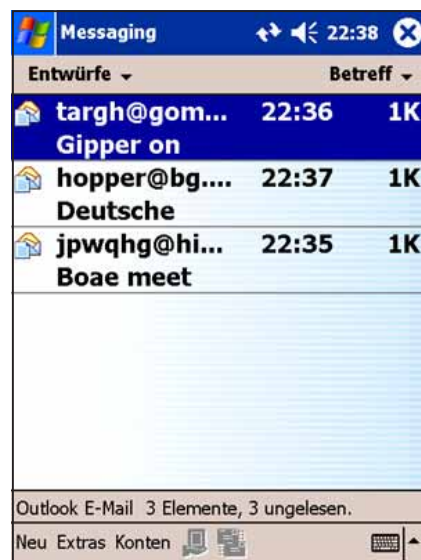 Messaging 22:38
Entwürfe Betreff
targh@gom... 22:36 1K
Gipper on
hopper@bg.... 22:37 1K
Deutsche
jpwqhg@hi... 22:35 1K
Boae meet
Outlook E-Mail 3 Elemente, 3 ungelesen.
Neu Extras Konten